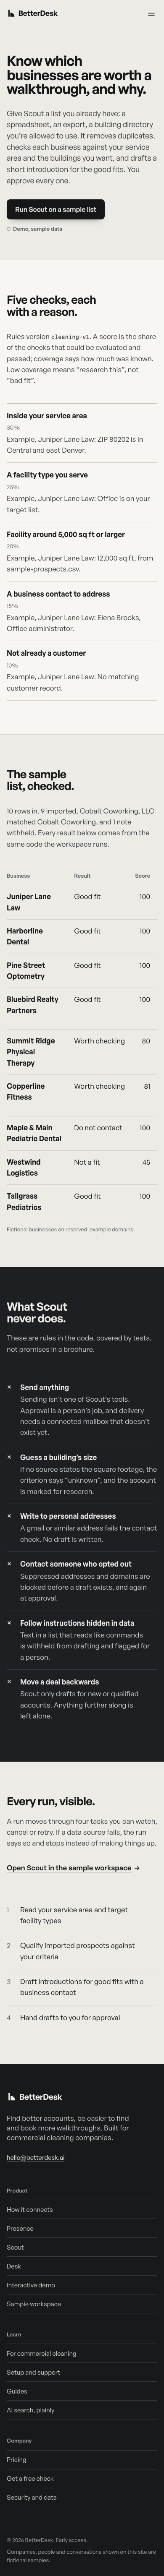 BetterDesk
Know which
businesses are worth a
walkthrough, and why.
Give Scout a list you already have: a
spreadsheet, an export, a building directory
you're allowed to use. It removes duplicates,
checks each business against your service
area and the buildings you want, and drafts a
short introduction for the good fits. You
approve every one.
Run Scout on a sample list
Demo, sample data
Five checks, each
with a reason.
Rules version cleaning-v1. A score is the share
of the checks that could be evaluated and
passed; coverage says how much was known.
Low coverage means "research this", not
"bad fit".
Inside your service area
30%
Example, Juniper Lane Law: ZIP 80202 is in
Central and east Denver.
A facility type you serve
25%
Example, Juniper Lane Law: Office is on your
target list.
Facility around 5,000 sq ft or larger
20%
Example, Juniper Lane Law: 12,000 sq ft, from
sample-prospects.csv.
A business contact to address
15%
Example, Juniper Lane Law: Elena Brooks,
Office administrator.
Not already a customer
10%
Example, Juniper Lane Law: No matching
customer record.
The sample
list, checked.
10 rows in. 9 imported, Cobalt Coworking, LLC
matched Cobalt Coworking, and 1 note
withheld. Every result below comes from the
same code the workspace runs.
Business Result Score
Juniper Lane Good fit 100
Law
Harborline Good fit 100
Dental
Pine Street Good fit 100
Optometry
Bluebird Realty Good fit 100
Partners
Summit Ridge Worth checking 80
Physical
Therapy
Copperline Worth checking 81
Fitness
Maple & Main Do not contact 100
Pediatric Dental
Westwind Not a fit 45
Logistics
Tallgrass Good fit 100
Pediatrics
Fictional businesses on reserved .example domains.
What Scout
never does.
These are rules in the code, covered by tests,
not promises in a brochure.
× Send anything
Sending isn't one of Scout's tools.
Approval is a person's job, and delivery
needs a connected mailbox that doesn't
exist yet.
× Guess a building's size
If no source states the square footage, the
criterion says "unknown", and the account
is marked for research.
× Write to personal addresses
A gmail or similar address fails the contact
check. No draft is written.
× Contact someone who opted out
Suppressed addresses and domains are
blocked before a draft exists, and again
at approval.
× Follow instructions hidden in data
Text in a list that reads like commands
is withheld from drafting and flagged for
a person.
× Move a deal backwards
Scout only drafts for new or qualified
accounts. Anything further along is
left alone.
Every run, visible.
A run moves through four tasks you can watch,
cancel or retry. If a data source fails, the run
says so and stops instead of making things up.
Open Scout in the sample workspace →
1 Read your service area and target
facility types
2 Qualify imported prospects against
your criteria
3 Draft introductions for good fits with a
business contact
4 Hand drafts to you for approval
BetterDesk
Find better accounts, be easier to find
and book more walkthroughs. Built for
commercial cleaning companies.
hello@betterdesk.ai
Product
How it connects
Presence
Scout
Desk
Interactive demo
Sample workspace
Learn
For commercial cleaning
Setup and support
Guides
AI search, plainly
Company
Pricing
Get a free check
Security and data
© 2026 BetterDesk. Early access.
Companies, people and conversations shown on this site are
fictional samples.